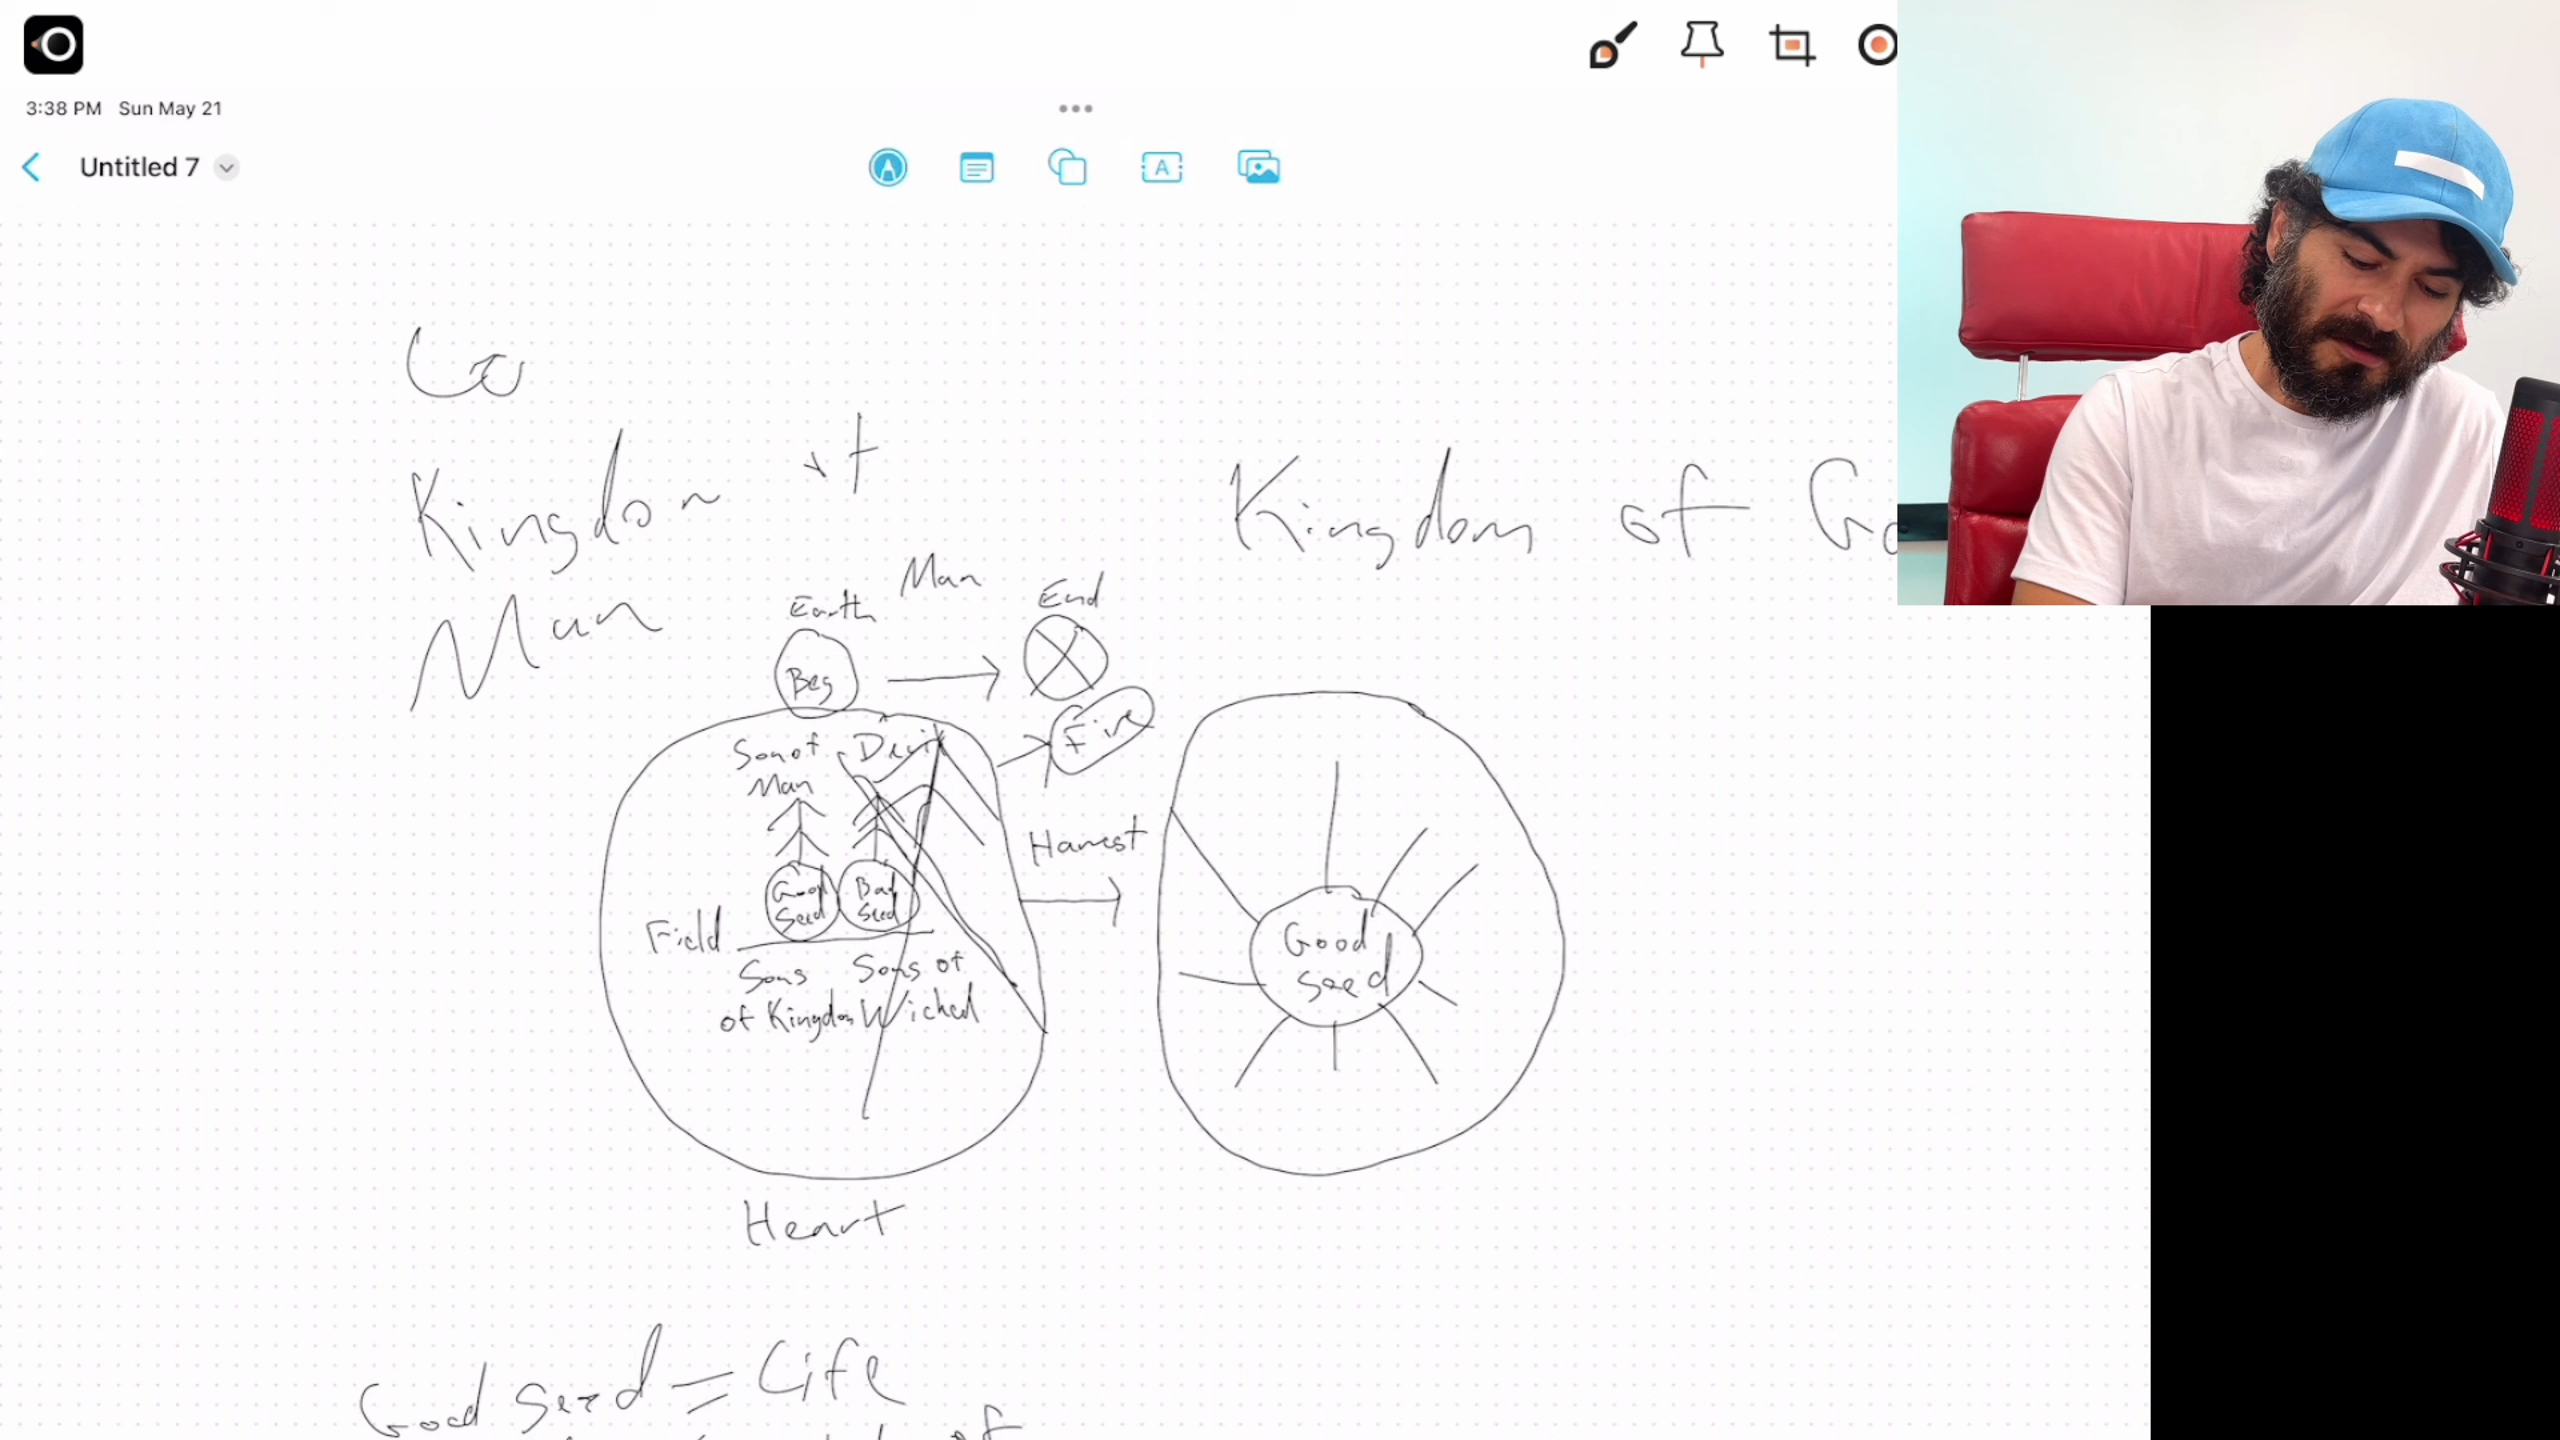 3:38 PM Sun May 21
Untitled 7
A
Kingdom of
Man
Kingdom of
Earth Man End
Beg
Fire
Son of Devil
Man
Harvest
Good Bad
Seed Seed
Field
Sons Sons of
of Kingdom Wicked
Good
Seed
Heart
Good Seed = Life
of